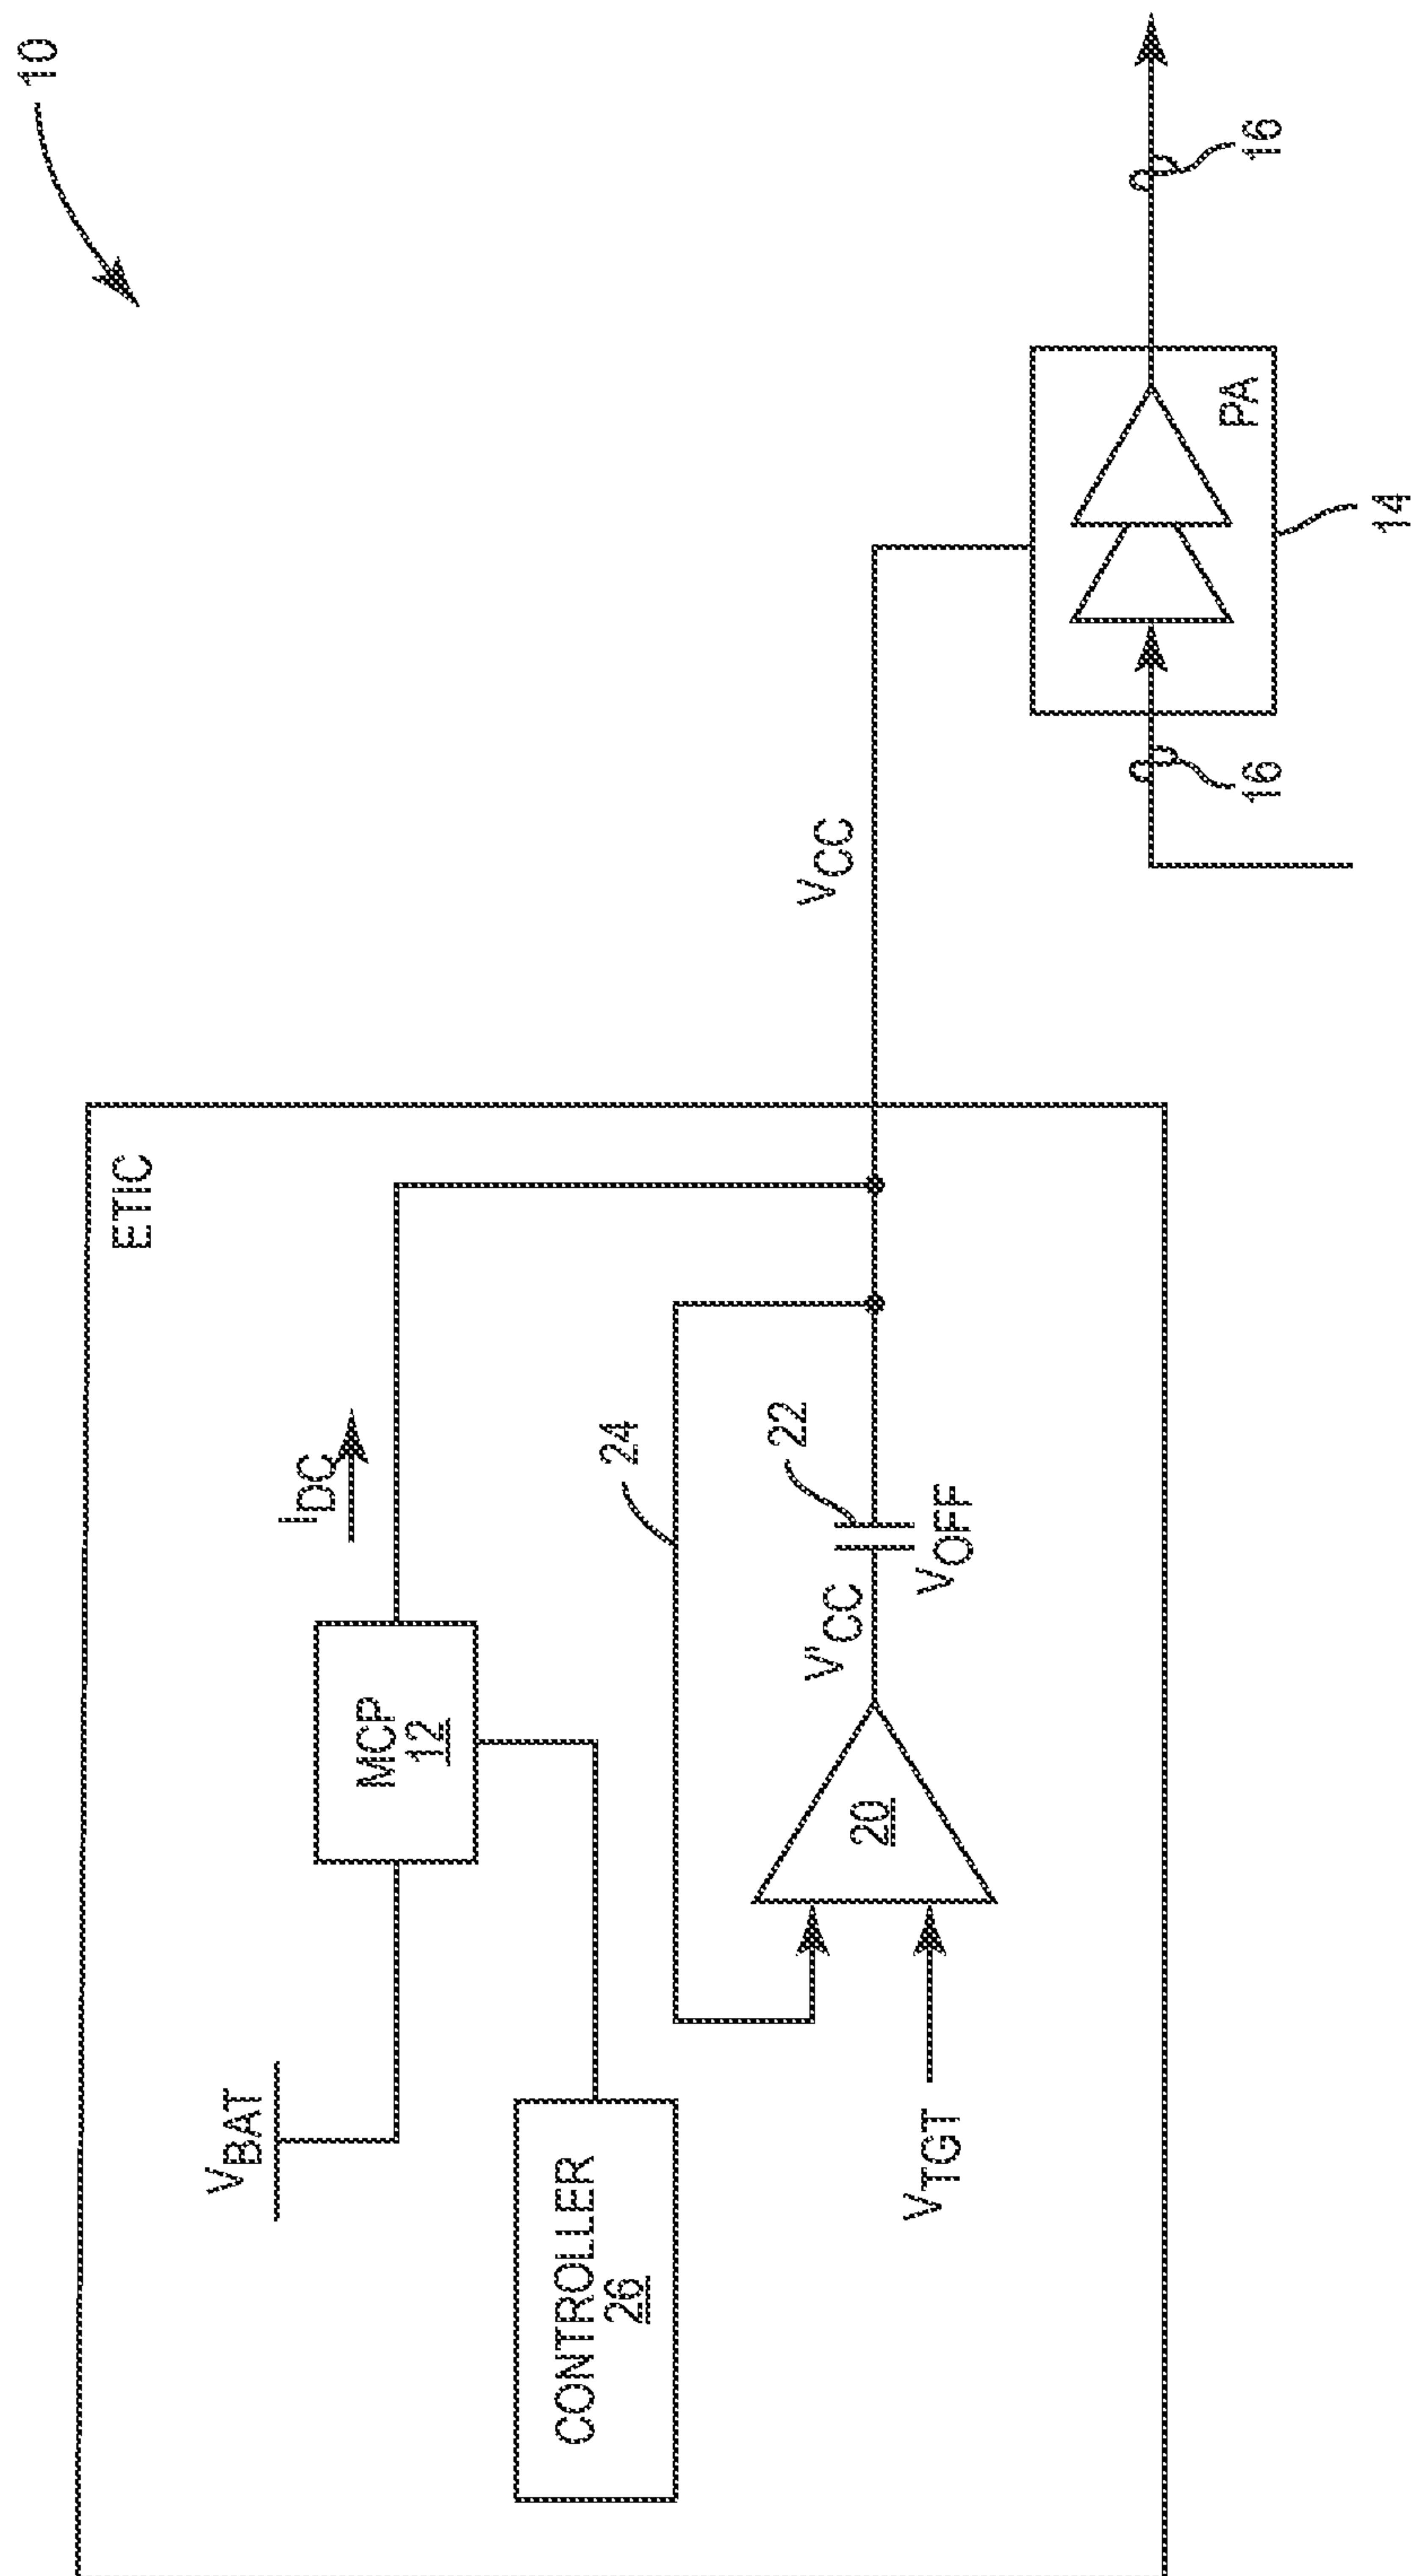 10
ETIC
V_BAT
I_DC
MCP
12
CONTROLLER
26
24
V_CC
V'_CC
22
V_OFF
20
V_TGT
16
PA
16
14